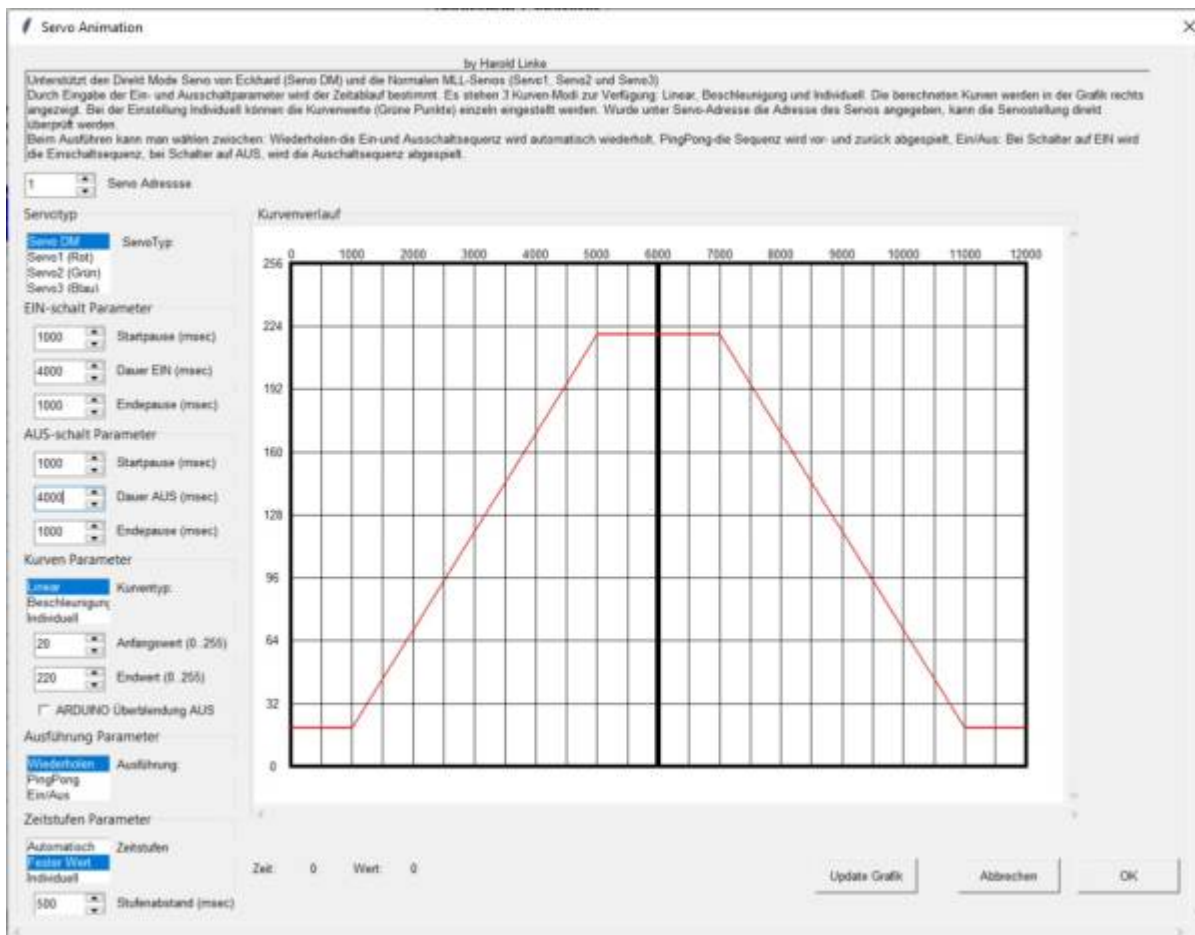 Servo Animation
by Harold Linke
Unterstützt den Direkt Mode Servo von Eckhard (Servo DM) und die Normalen MLL-Servos (Servo1, Servo2 und Servo3)
Durch Eingabe der Ein- und Ausschaltparameter wird der Zeitablauf bestimmt. Es stehen 3 Kurven-Modi zur Verfügung: Linear, Beschleunigung und Individuell. Die berechneten Kurven werden in der Grafik rechts
angezeigt. Bei der Einstellung Individuell können die Kurvenwerte (Grüne Punkte) einzeln eingestellt werden. Wurde unter Servo-Adresse die Adresse des Servos angegeben, kann die Servostellung direkt
überprüft werden.
Beim Ausführen kann man wählen zwischen: Wiederholen-die Ein-und Ausschaltsequenz wird automatisch wiederholt, PingPong-die Sequenz wird vor- und zurück abgespielt, Ein/Aus: Bei Schalter auf EIN wird
die Einschaltsequenz, bei Schalter auf AUS, wird die Auschaltsequenz abgespielt.
1 Servo Adressse
Servotyp
Servo DM ServoTyp:
Servo1 (Rot)
Servo2 (Grün)
Servo3 (Blau)
EIN-schalt Parameter
1000 Startpause (msec)
4000 Dauer EIN (msec)
1000 Endepause (msec)
AUS-schalt Parameter
1000 Startpause (msec)
4000 Dauer AUS (msec)
1000 Endepause (msec)
Kurven Parameter
Linear Kurventyp:
Beschleunigung
Individuell
20 Anfangswert (0..255)
220 Endwert (0..255)
ARDUINO Überblendung AUS
Ausführung Parameter
Wiederholen Ausführung:
PingPong
Ein/Aus
Zeitstufen Parameter
Automatisch Zeitstufen
Fester Wert
Individuell
500 Stufenabstand (msec)
Kurvenverlauf
0 1000 2000 3000 4000 5000 6000 7000 8000 9000 10000 11000 12000
256
224
192
160
128
96
64
32
0
Zeit: 0 Wert: 0
Update Grafik Abbrechen OK